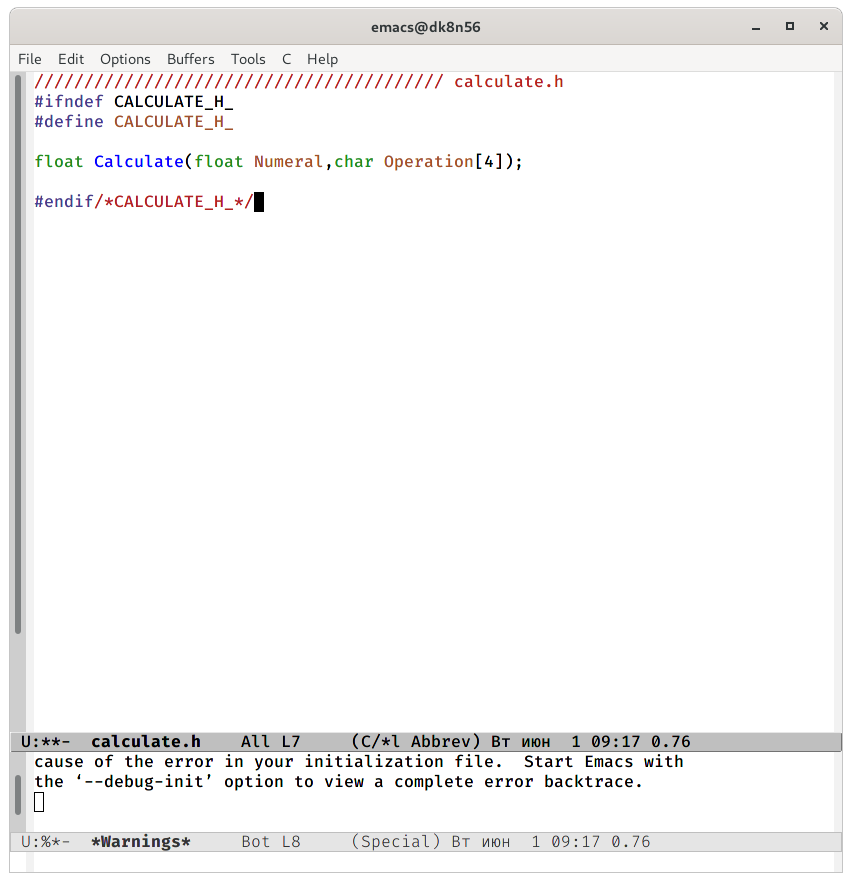 emacs@dk8n56
File Edit Options Buffers Tools C Help
///////////////////////////////////////// calculate.h
#ifndef CALCULATE_H_
#define CALCULATE_H_
float Calculate(float Numeral,char Operation[4]);
#endif/*CALCULATE_H_*/
U:**- calculate.h All L7 (C/*l Abbrev) Вт июн 1 09:17 0.76
cause of the error in your initialization file. Start Emacs with
the ‘--debug-init’ option to view a complete error backtrace.
U:%*- *Warnings* Bot L8 (Special) Вт июн 1 09:17 0.76